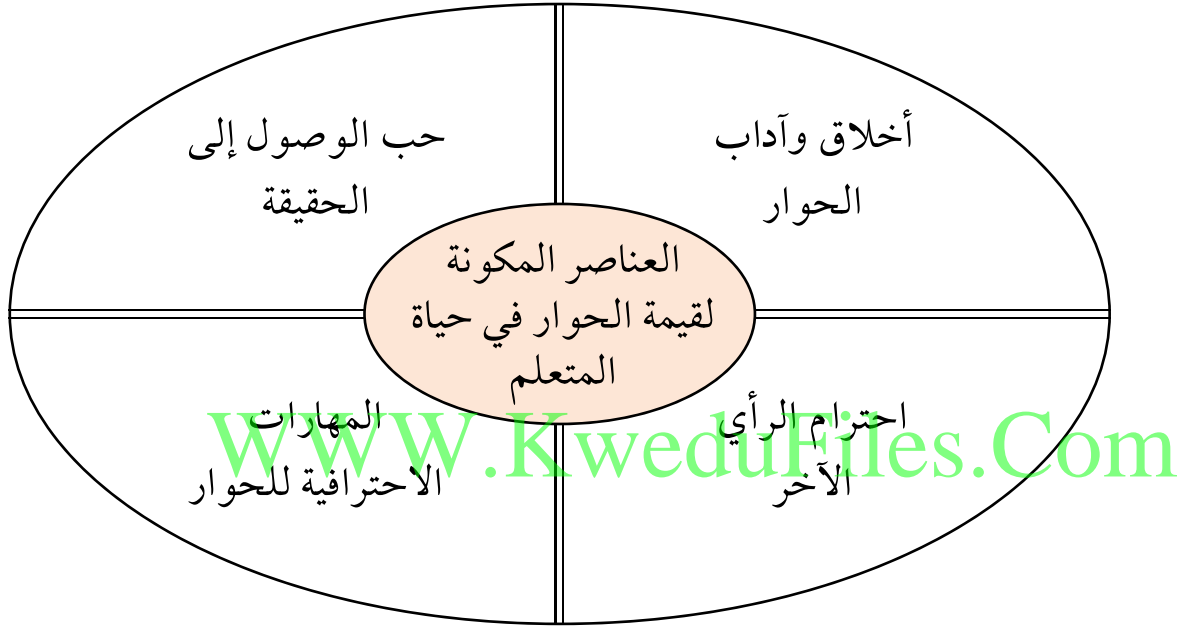 أخلاق وآداب
الحوار
حب الوصول إلى
الحقيقة
العناصر المكونة
لقيمة الحوار في حياة
المتعلم
احترام الرأي
الآخر
المهارات
الاحترافية للحوار
WWW.KweduFiles.Com